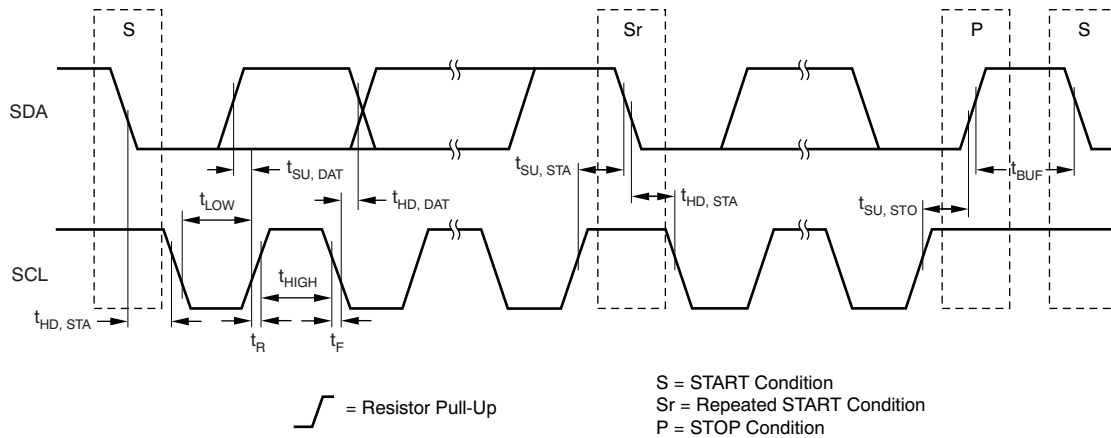 S Sr P S
SDA
tSU, DAT tSU, STA tBUF
tLOW tHD, DAT tHD, STA tSU, STO
SCL
tHIGH
tHD, STA
tR tF
= Resistor Pull-Up
S = START Condition
Sr = Repeated START Condition
P = STOP Condition